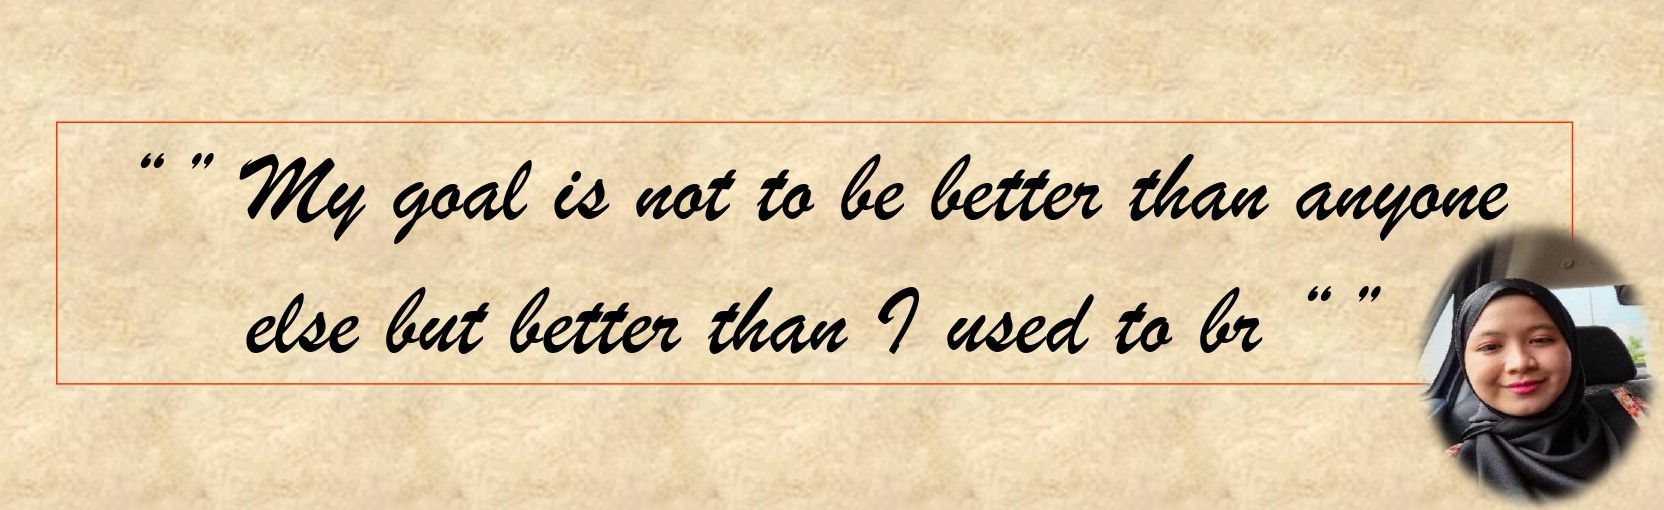 “ ” My goal is not to be better than anyone
else but better than I used to br “ ”